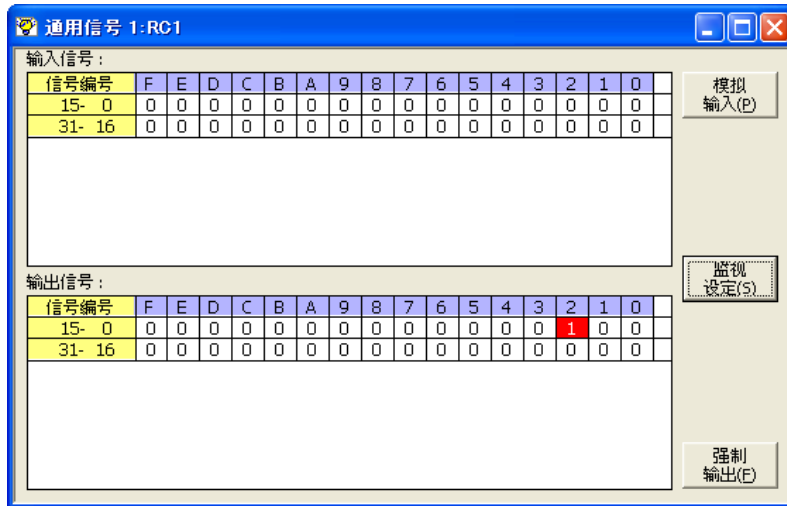 通用信号 1:RC1
输入信号：
信号编号 F E D C B A 9 8 7 6 5 4 3 2 1 0
15- 0 0 0 0 0 0 0 0 0 0 0 0 0 0 0 0 0
31- 16 0 0 0 0 0 0 0 0 0 0 0 0 0 0 0 0
模拟
输入(P)
监视
设定(S)
输出信号：
信号编号 F E D C B A 9 8 7 6 5 4 3 2 1 0
15- 0 0 0 0 0 0 0 0 0 0 0 0 0 0 1 0 0
31- 16 0 0 0 0 0 0 0 0 0 0 0 0 0 0 0 0
强制
输出(F)